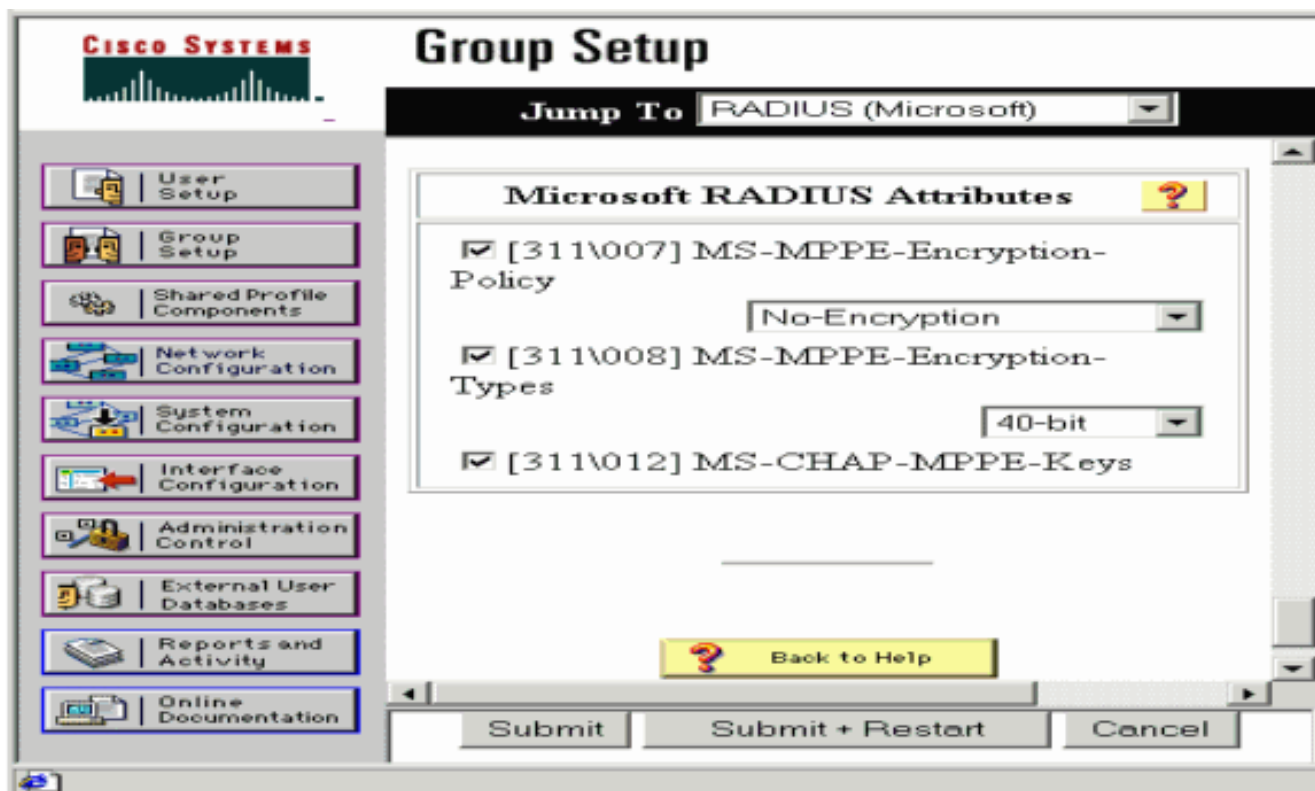 CISCO SYSTEMS
Group Setup
Jump To RADIUS (Microsoft)
User
Setup
Group
Setup
Shared Profile
Components
Network
Configuration
System
Configuration
Interface
Configuration
Administration
Control
External User
Databases
Reports and
Activity
Online
Documentation
Microsoft RADIUS Attributes ?
[311\007] MS-MPPE-Encryption-
Policy
No-Encryption
[311\008] MS-MPPE-Encryption-
Types
40-bit
[311\012] MS-CHAP-MPPE-Keys
? Back to Help
Submit Submit + Restart Cancel